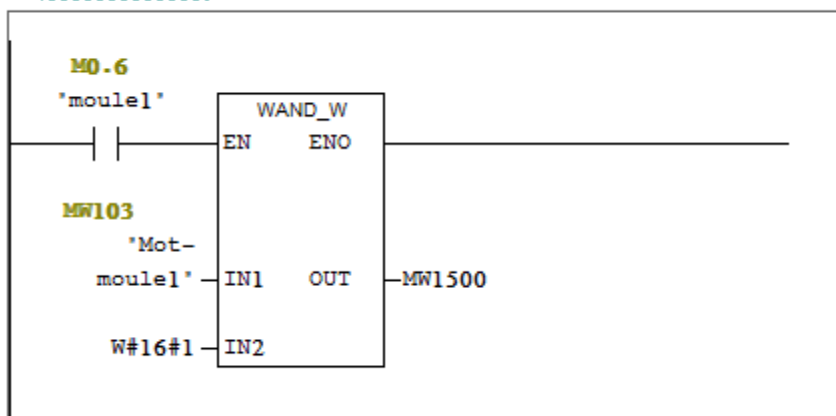 M0.6
"moule1"
WAND_W
EN ENO
MW103
"Mot-
moule1" IN1 OUT MW1500
W#16#1 IN2